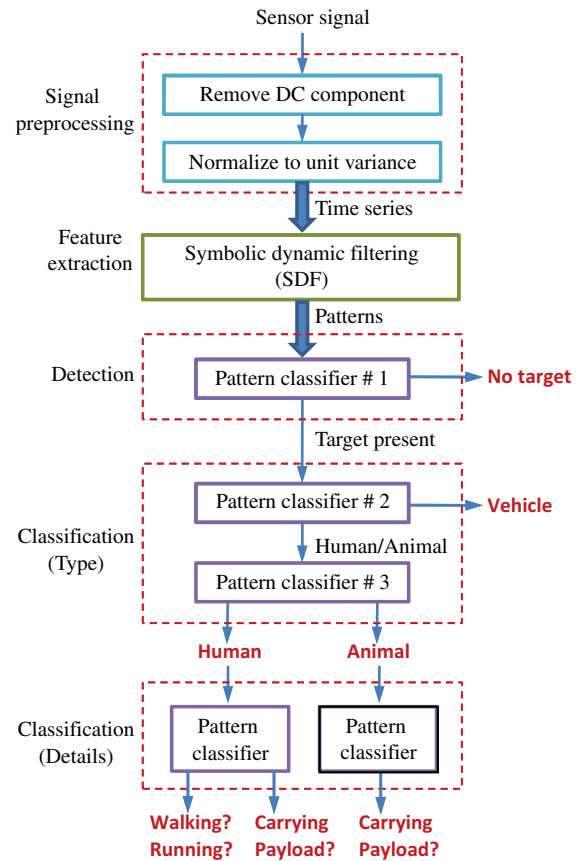 Sensor signal
Signal
preprocessing
Remove DC component
Normalize to unit variance
Time series
Feature
extraction
Symbolic dynamic filtering
(SDF)
Patterns
Detection
Pattern classifier # 1
No target
Target present
Classification
(Type)
Pattern classifier # 2
Vehicle
Human/Animal
Pattern classifier # 3
Human
Animal
Classification
(Details)
Pattern
classifier
Pattern
classifier
Walking?
Running?
Carrying
Payload?
Carrying
Payload?